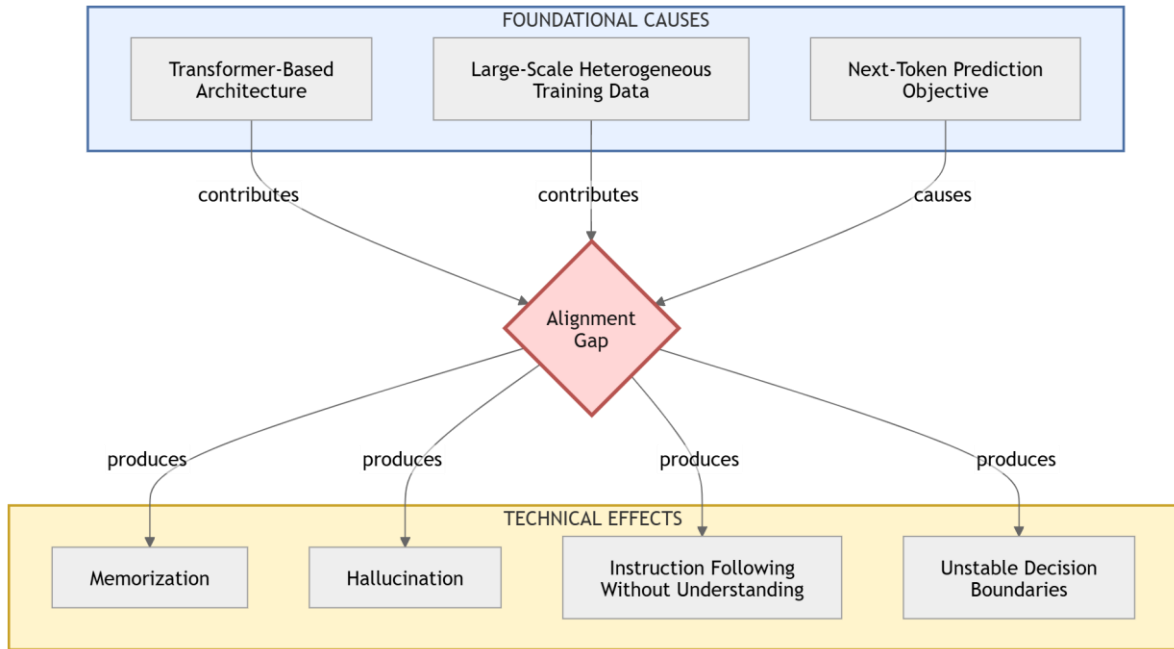 FOUNDATIONAL CAUSES
Transformer-Based
Architecture
Large-Scale Heterogeneous
Training Data
Next-Token Prediction
Objective
contributes
contributes
causes
Alignment
Gap
produces
produces
produces
produces
TECHNICAL EFFECTS
Memorization
Hallucination
Instruction Following
Without Understanding
Unstable Decision
Boundaries